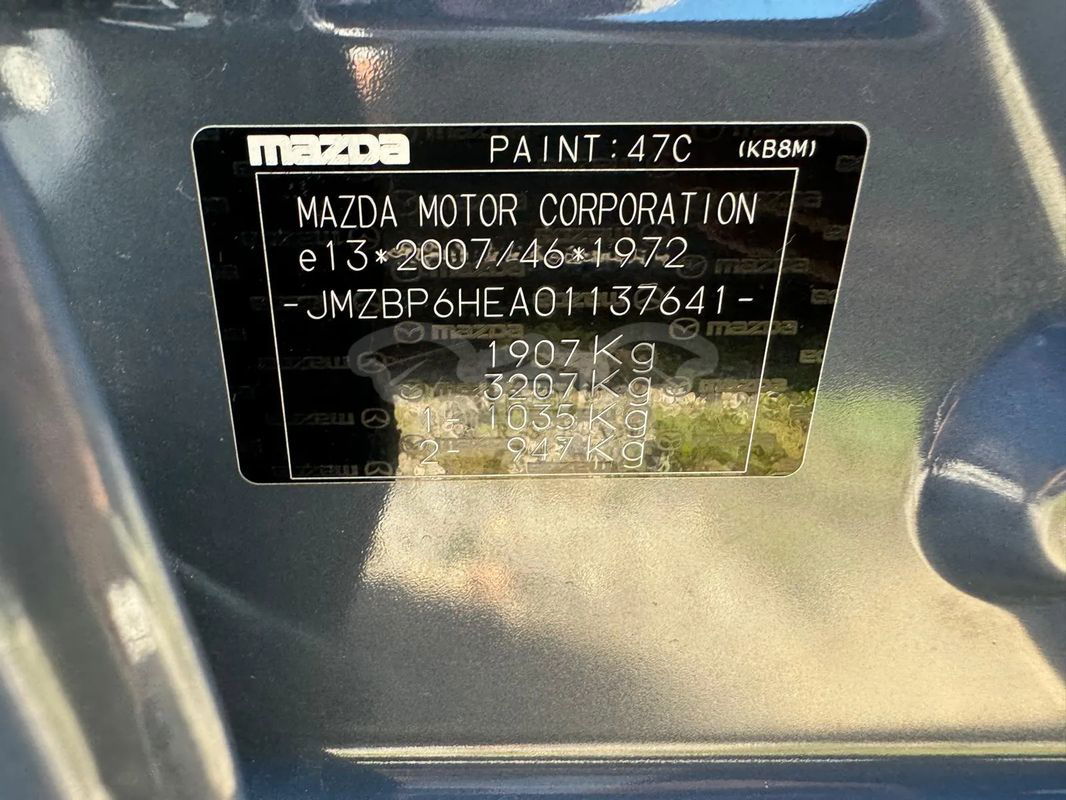 mazda PAINT:47C (KB8M)
MAZDA MOTOR CORPORATION
e13*2007/46*1972
-JMZBP6HEA01137641-
1907Kg
3207Kg
1- 1035Kg
2- 947Kg